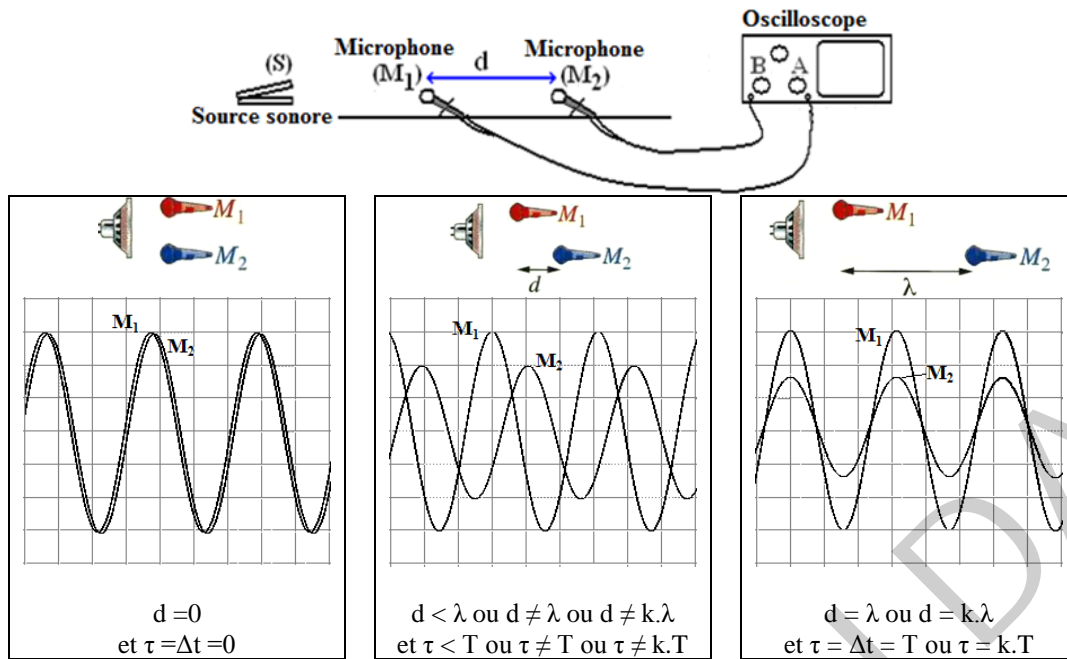 Oscilloscope
Microphone
(M₁)
d
Microphone
(M₂)
(S)
Source sonore
B
A
M₁
M₂
M₁
M₂
d
M₁
M₂
λ
M₁
M₂
M₁
M₂
M₁
M₂
d =0
et τ =Δt =0
d < λ ou d ≠ λ ou d ≠ k.λ
et τ < T ou τ ≠ T ou τ ≠ k.T
d = λ ou d = k.λ
et τ = Δt = T ou τ = k.T